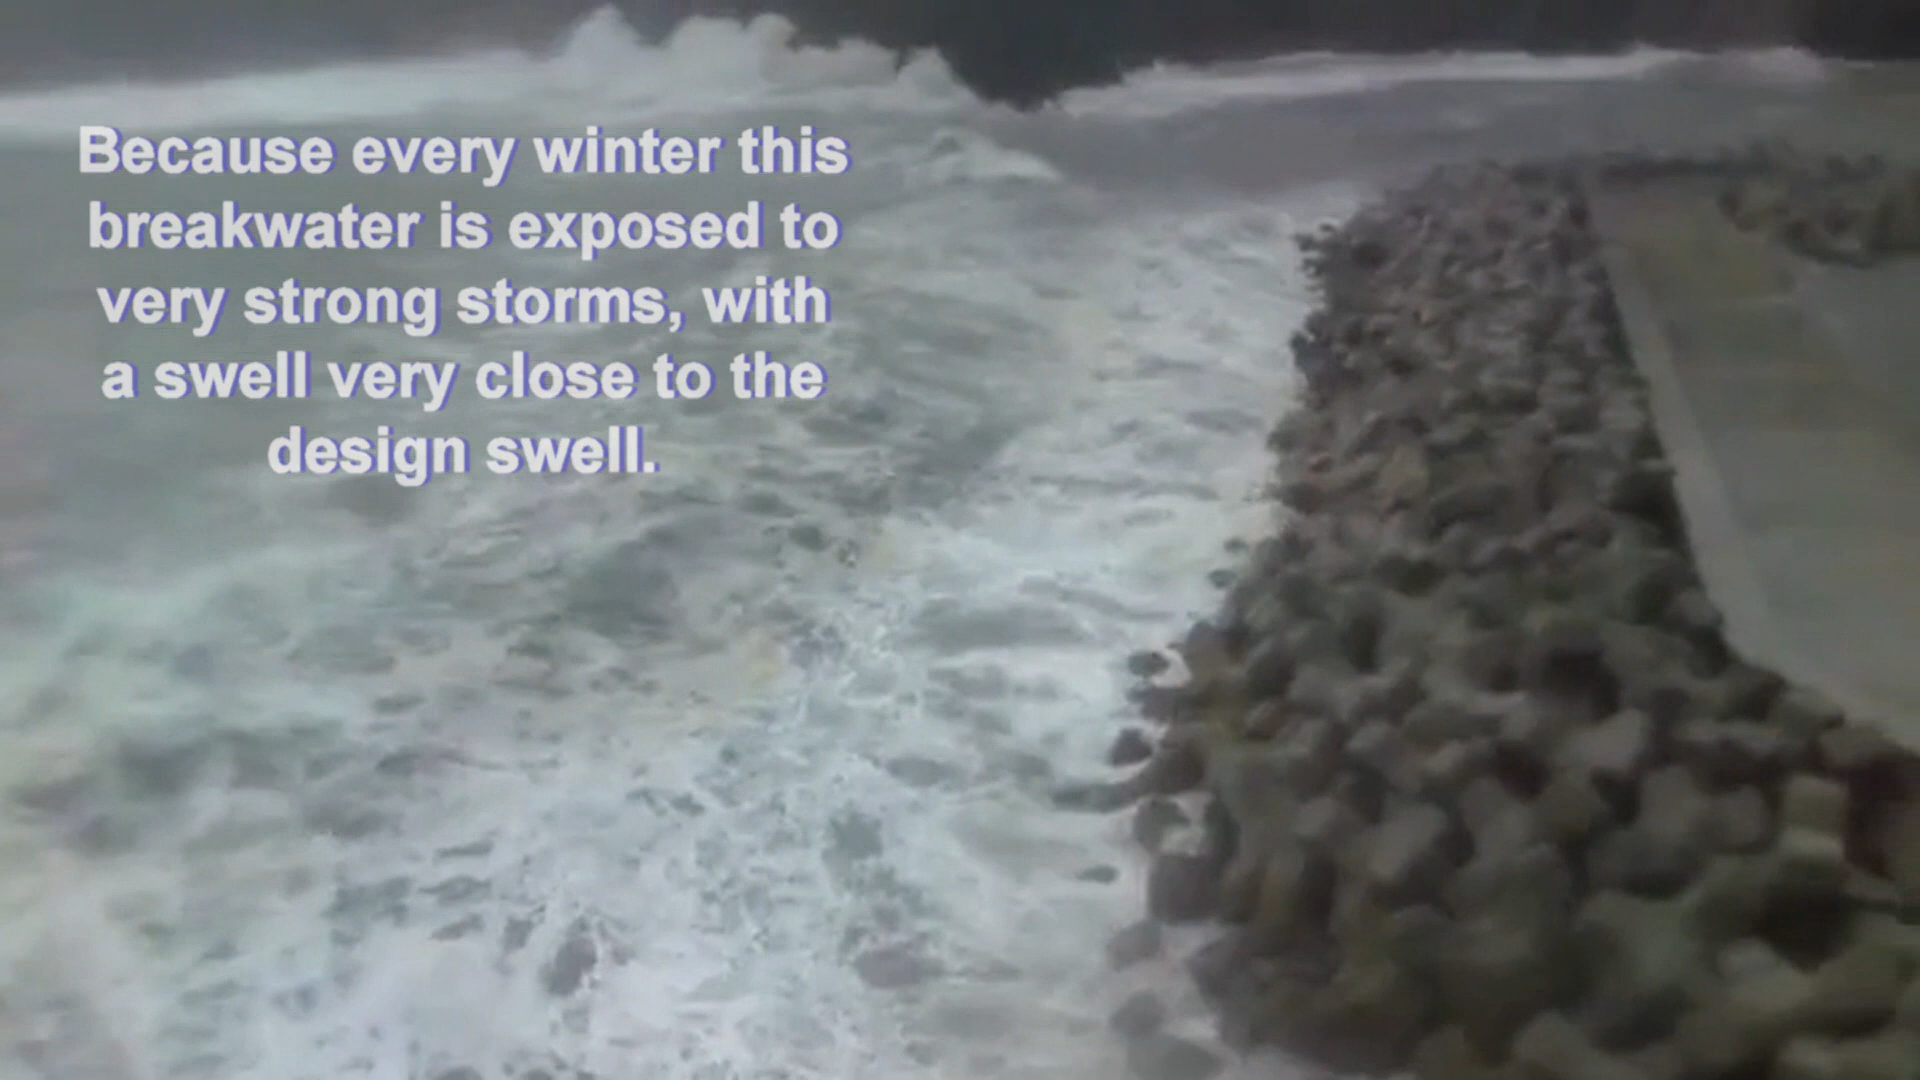 Because every winter this
breakwater is exposed to
very strong storms, with
a swell very close to the
design swell.